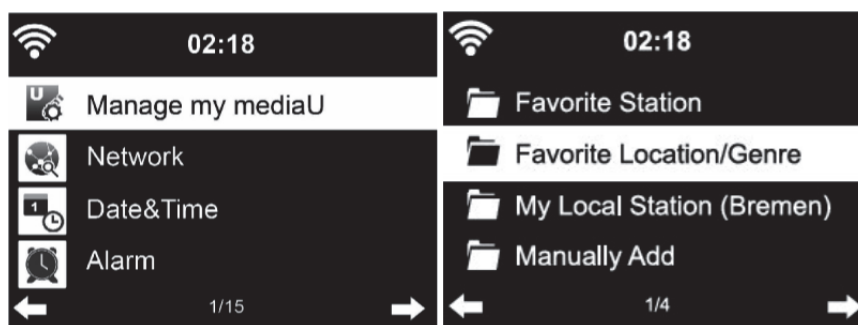 02:18
U
Manage my mediaU
Network
1
Date&Time
Alarm
1/15
02:18
Favorite Station
Favorite Location/Genre
My Local Station (Bremen)
Manually Add
1/4